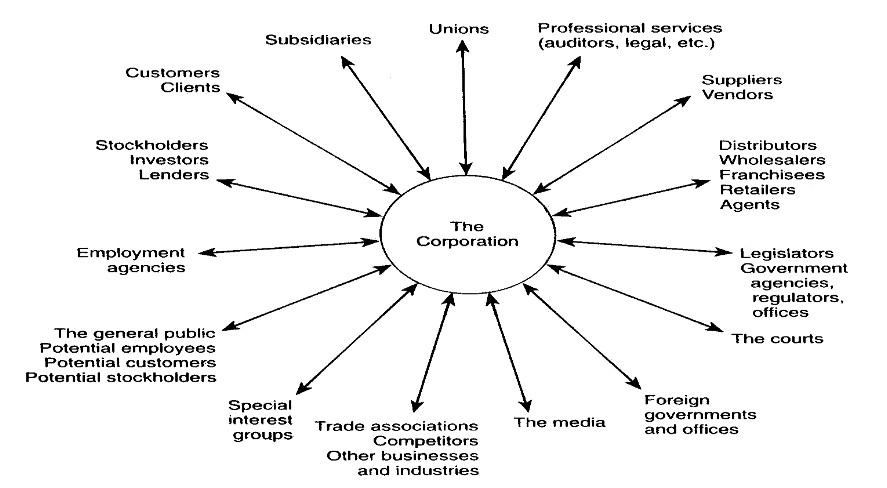 Unions
Professional services
(auditors, legal, etc.)
Subsidiaries
Customers
Clients
Suppliers
Vendors
Stockholders
Investors
Lenders
Distributors
Wholesalers
Franchisees
Retailers
Agents
The
Corporation
Employment
agencies
Legislators
Government
agencies,
regulators,
offices
The general public
Potential employees
Potential customers
Potential stockholders
The courts
Special
interest
groups
Trade associations
Competitors
Other businesses
and industries
The media
Foreign
governments
and offices